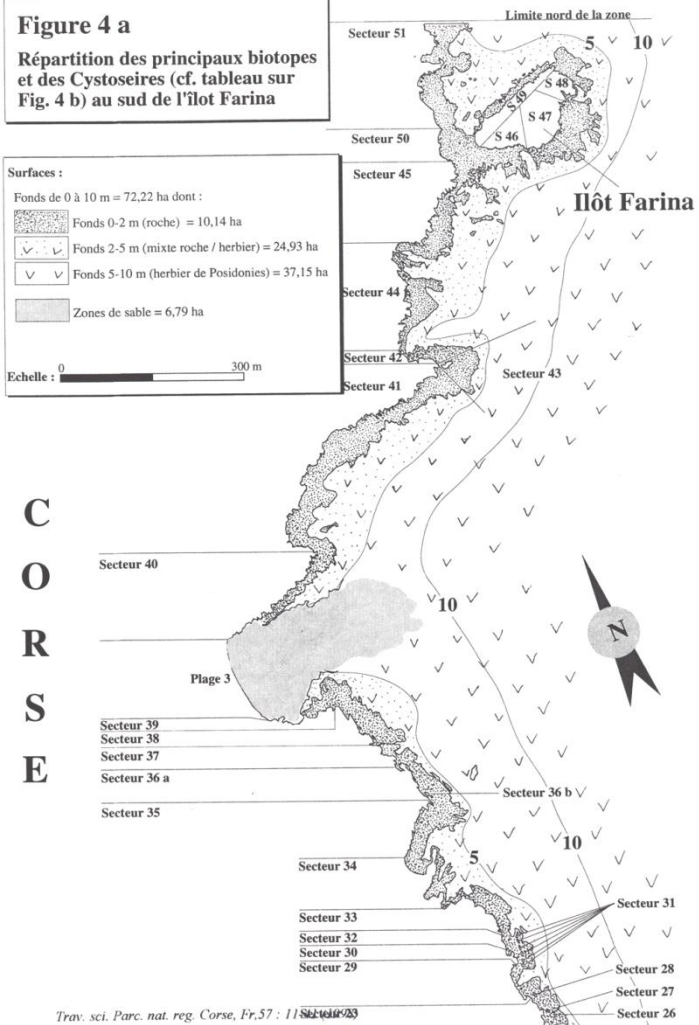 Figure 4 a
Répartition des principaux biotopes
et des Cystoseires (cf. tableau sur
Fig. 4 b) au sud de l'îlot Farina
Surfaces :
Fonds de 0 à 10 m = 72,22 ha dont :
Fonds 0-2 m (roche) = 10,14 ha
Fonds 2-5 m (mixte roche / herbier) = 24,93 ha
Fonds 5-10 m (herbier de Posidonies) = 37,15 ha
Zones de sable = 6,79 ha
Echelle :
0
300 m
Limite nord de la zone
Secteur 51
5
10
S 49
S 48
S 47
S 46
Secteur 50
Secteur 45
Ilôt Farina
Secteur 44
Secteur 42
Secteur 43
Secteur 41
CORSE
Secteur 40
10
N
Plage 3
Secteur 39
Secteur 38
Secteur 37
Secteur 36 a
Secteur 36 b
Secteur 35
10
5
Secteur 34
Secteur 31
Secteur 33
Secteur 32
Secteur 30
Secteur 29
Secteur 28
Secteur 27
Secteur 26
Trav. sci. Parc. nat. reg. Corse, Fr,57 :